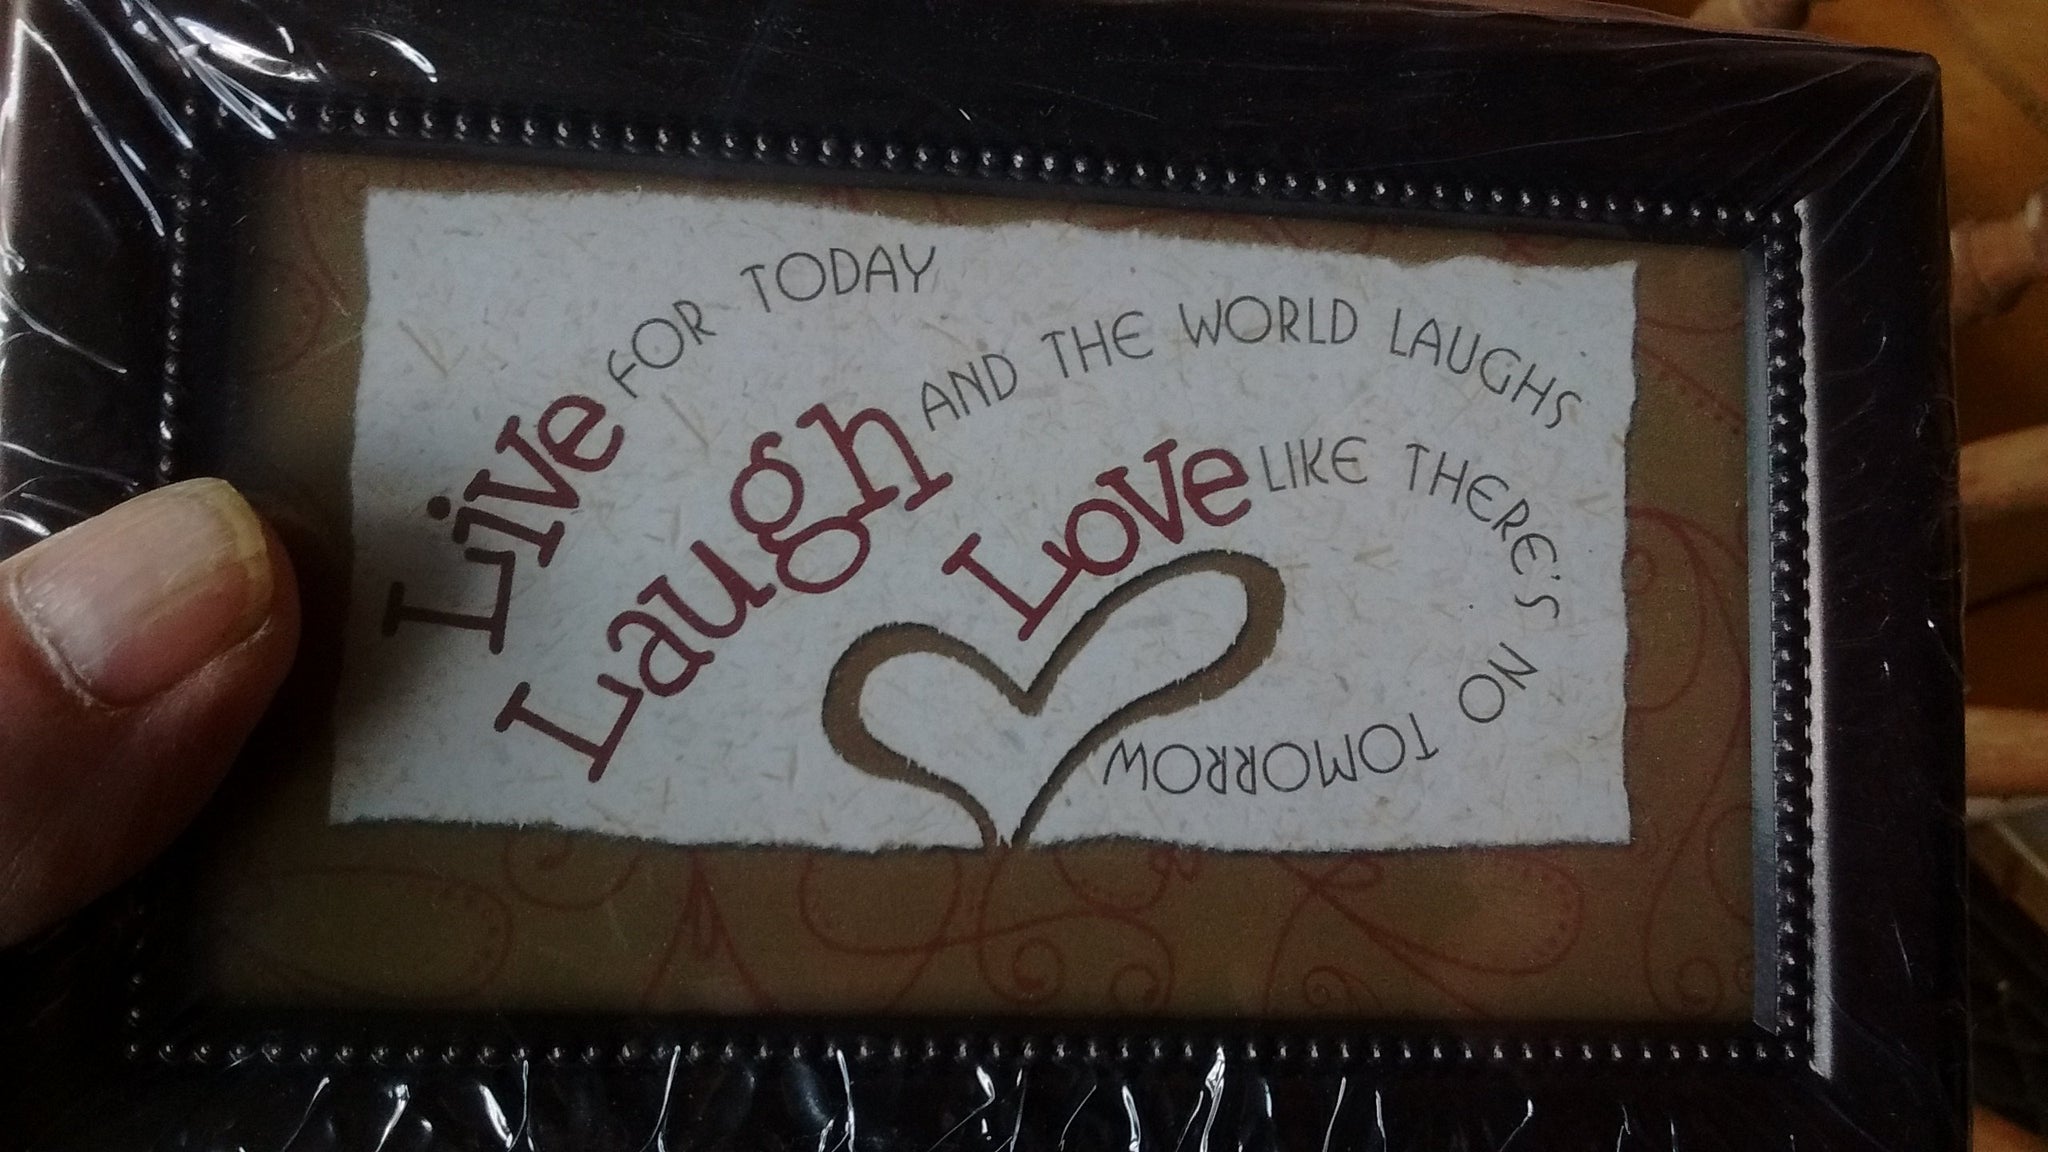 Live FOR TODAY
Laugh AND THE WORLD LAUGHS
Love LIKE THERE'S NO TOMORROW